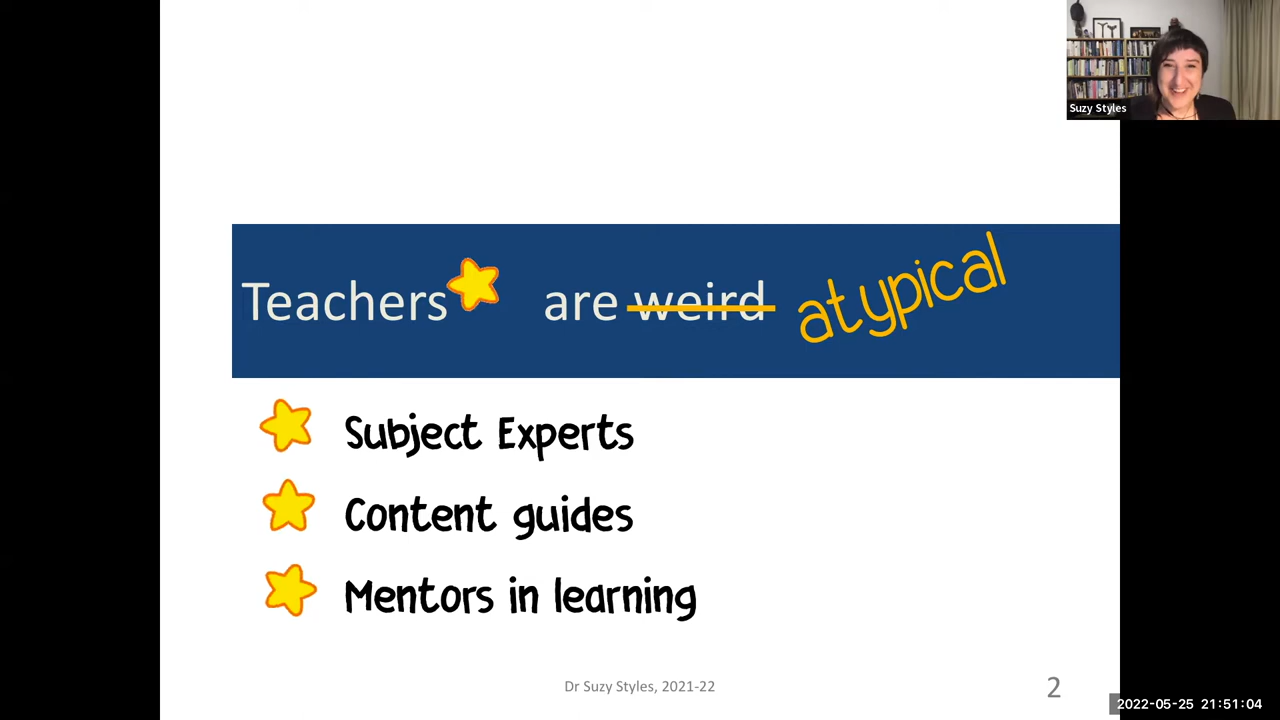 Suzy Styles
Teachers are weird atypical
Subject Experts
Content guides
Mentors in learning
Dr Suzy Styles, 2021-22
2
2022-05-25 21:51:04